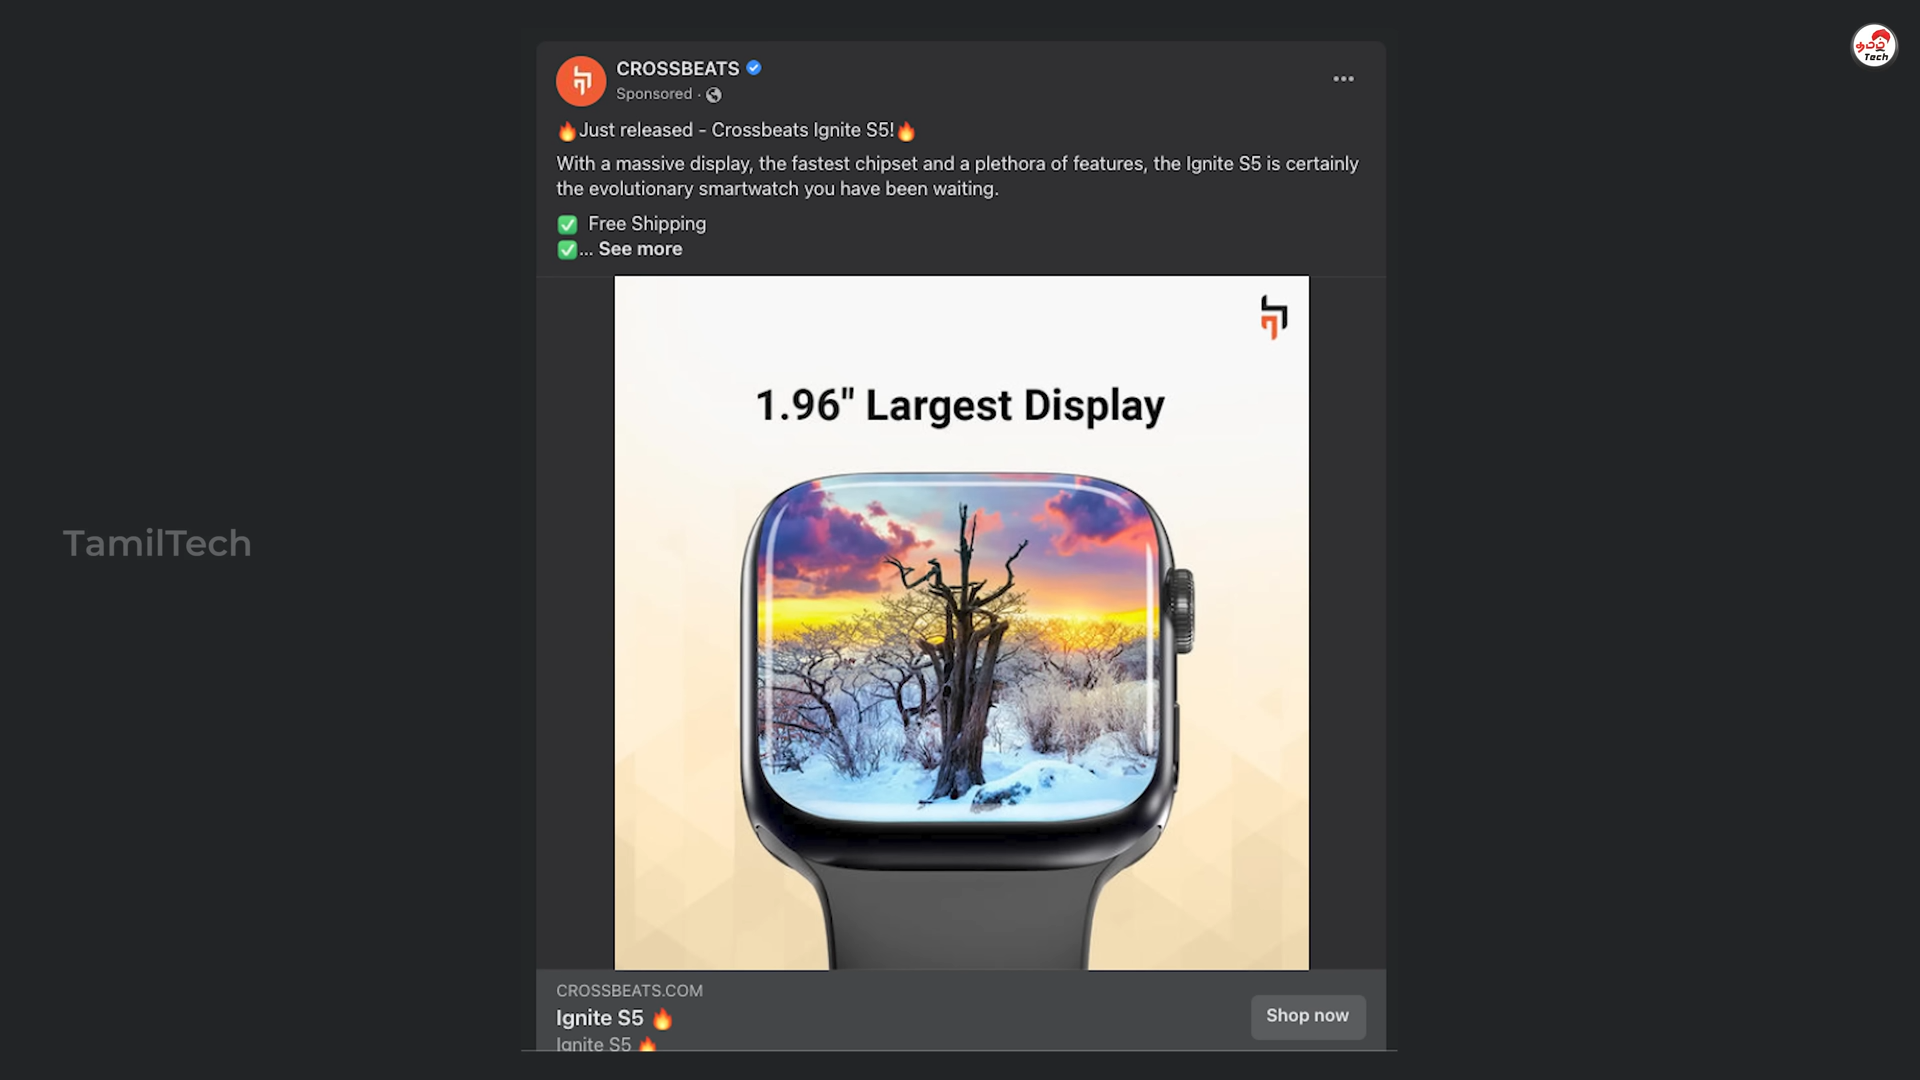 தமிழ்
Tech
CROSSBEATS
Sponsored ·
🔥Just released - Crossbeats Ignite S5!🔥
With a massive display, the fastest chipset and a plethora of features, the Ignite S5 is certainly
the evolutionary smartwatch you have been waiting.
✅ Free Shipping
✅... See more
1.96" Largest Display
TamilTech
CROSSBEATS.COM
Ignite S5 🔥
Shop now
Ignite S5 🔥